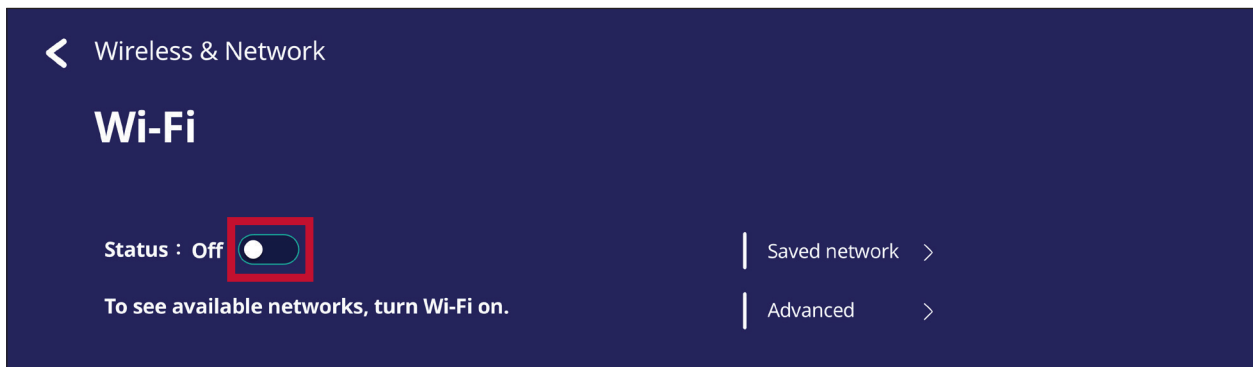 Wireless & Network
Wi-Fi
Status : Off
Saved network
To see available networks, turn Wi-Fi on.
Advanced